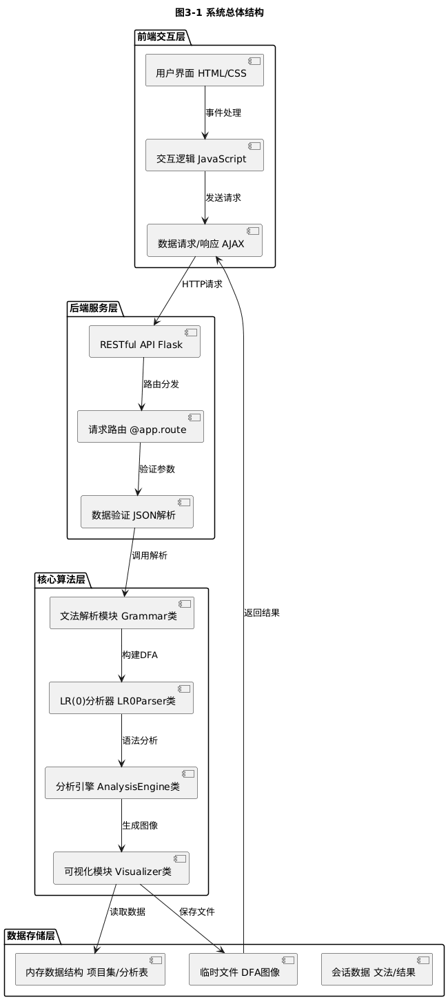 图3-1 系统总体结构
前端交互层
用户界面 HTML/CSS
事件处理
交互逻辑 JavaScript
发送请求
数据请求/响应 AJAX
HTTP请求
后端服务层
RESTful API Flask
路由分发
请求路由 @app.route
验证参数
数据验证 JSON解析
调用解析
核心算法层
文法解析模块 Grammar类
返回结果
构建DFA
LR(0)分析器 LR0Parser类
语法分析
分析引擎 AnalysisEngine类
生成图像
可视化模块 Visualizer类
读取数据
保存文件
数据存储层
内存数据结构 项目集/分析表
临时文件 DFA图像
会话数据 文法/结果